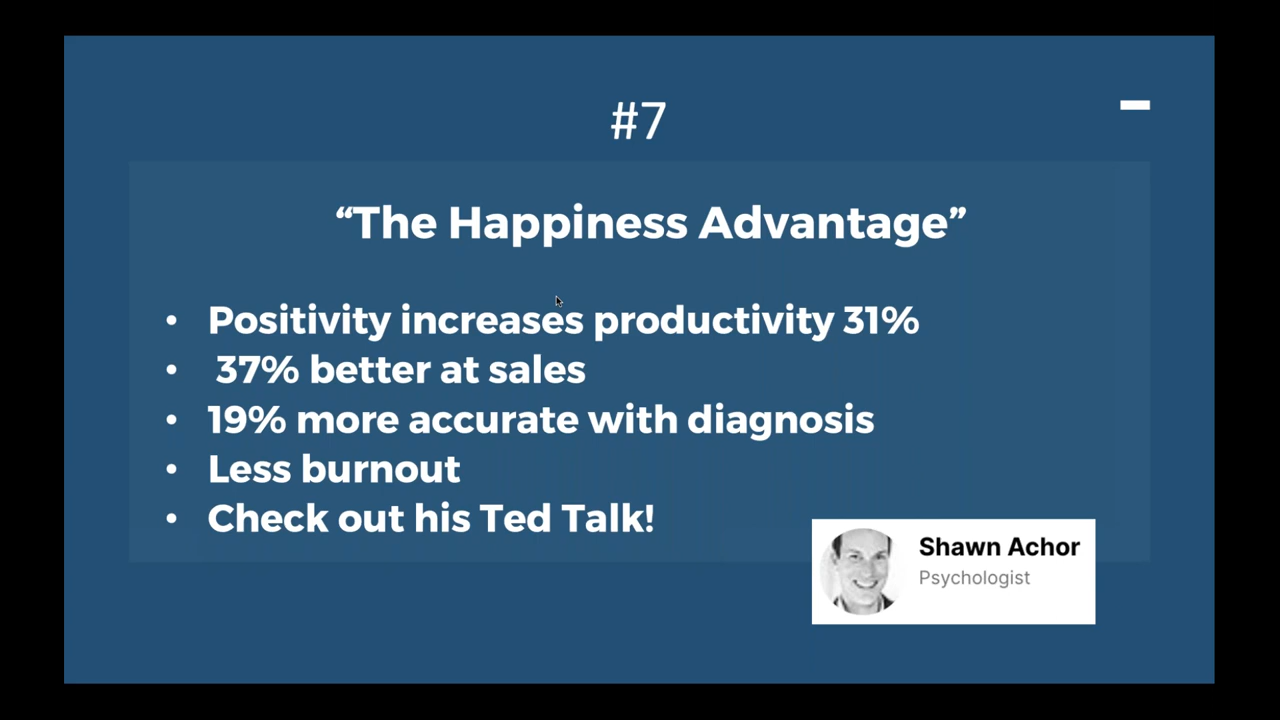 #7
“The Happiness Advantage”
• Positivity increases productivity 31%
• 37% better at sales
• 19% more accurate with diagnosis
• Less burnout
• Check out his Ted Talk!
Shawn Achor
Psychologist